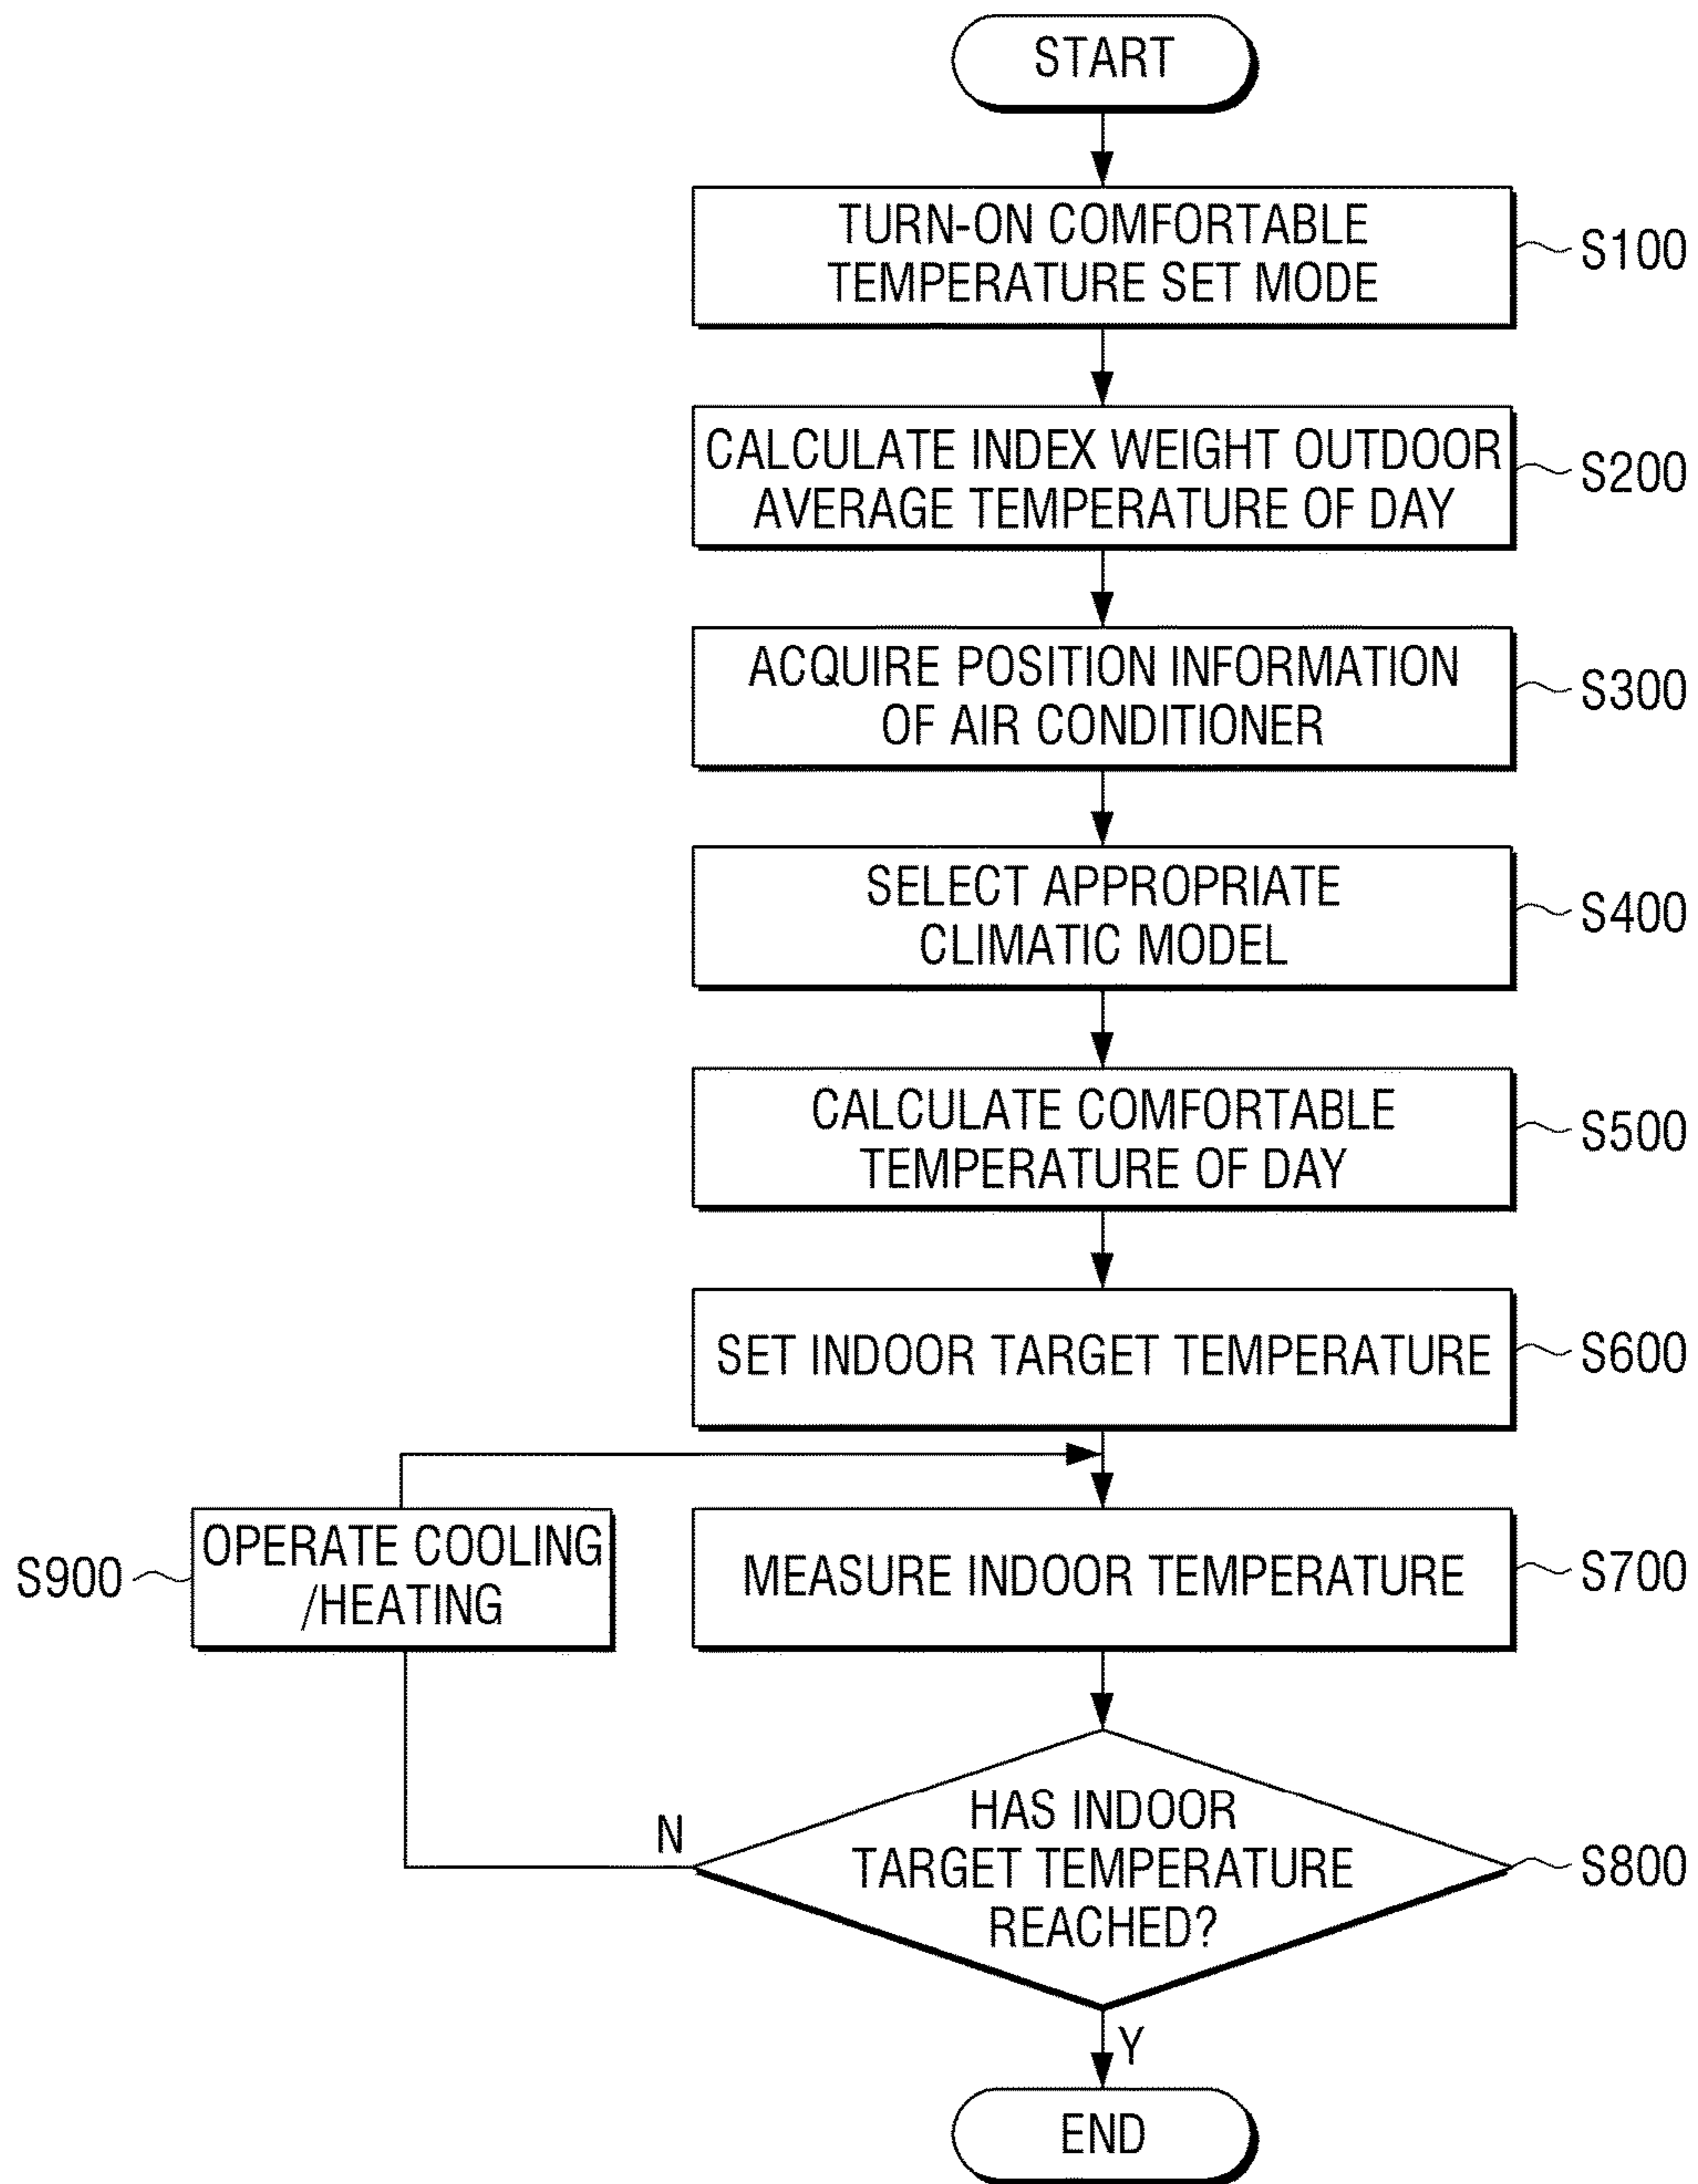 START
TURN-ON COMFORTABLE
TEMPERATURE SET MODE
S100
CALCULATE INDEX WEIGHT OUTDOOR
AVERAGE TEMPERATURE OF DAY
S200
ACQUIRE POSITION INFORMATION
OF AIR CONDITIONER
S300
SELECT APPROPRIATE
CLIMATIC MODEL
S400
CALCULATE COMFORTABLE
TEMPERATURE OF DAY
S500
SET INDOOR TARGET TEMPERATURE
S600
S900
OPERATE COOLING
/HEATING
MEASURE INDOOR TEMPERATURE
S700
N
HAS INDOOR
TARGET TEMPERATURE
REACHED?
S800
Y
END